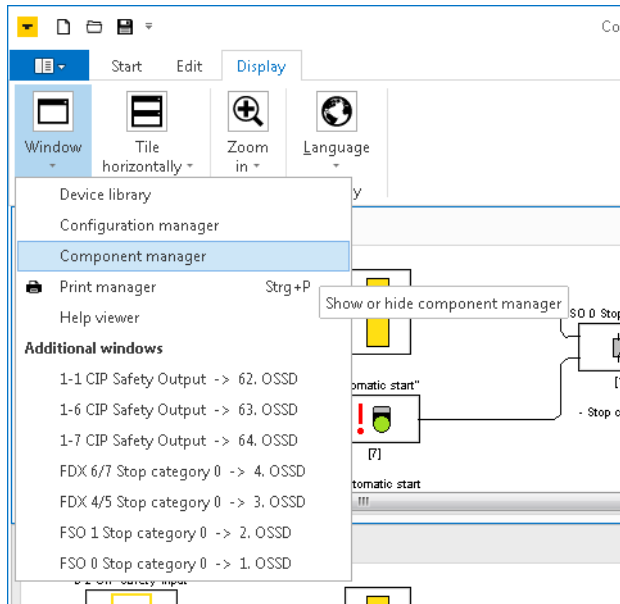 Co
Start Edit Display
Window Tile horizontally Zoom in Language
y
Device library
Configuration manager
Component manager
Print manager Strg+P
Show or hide component manager
Help viewer
Additional windows
1-1 CIP Safety Output -> 62. OSSD
1-6 CIP Safety Output -> 63. OSSD
1-7 CIP Safety Output -> 64. OSSD
FDX 6/7 Stop category 0 -> 4. OSSD
FDX 4/5 Stop category 0 -> 3. OSSD
FSO 1 Stop category 0 -> 2. OSSD
FSO 0 Stop category 0 -> 1. OSSD
SO 0 Stop
omatic start"
- Stop c
[7]
tomatic start